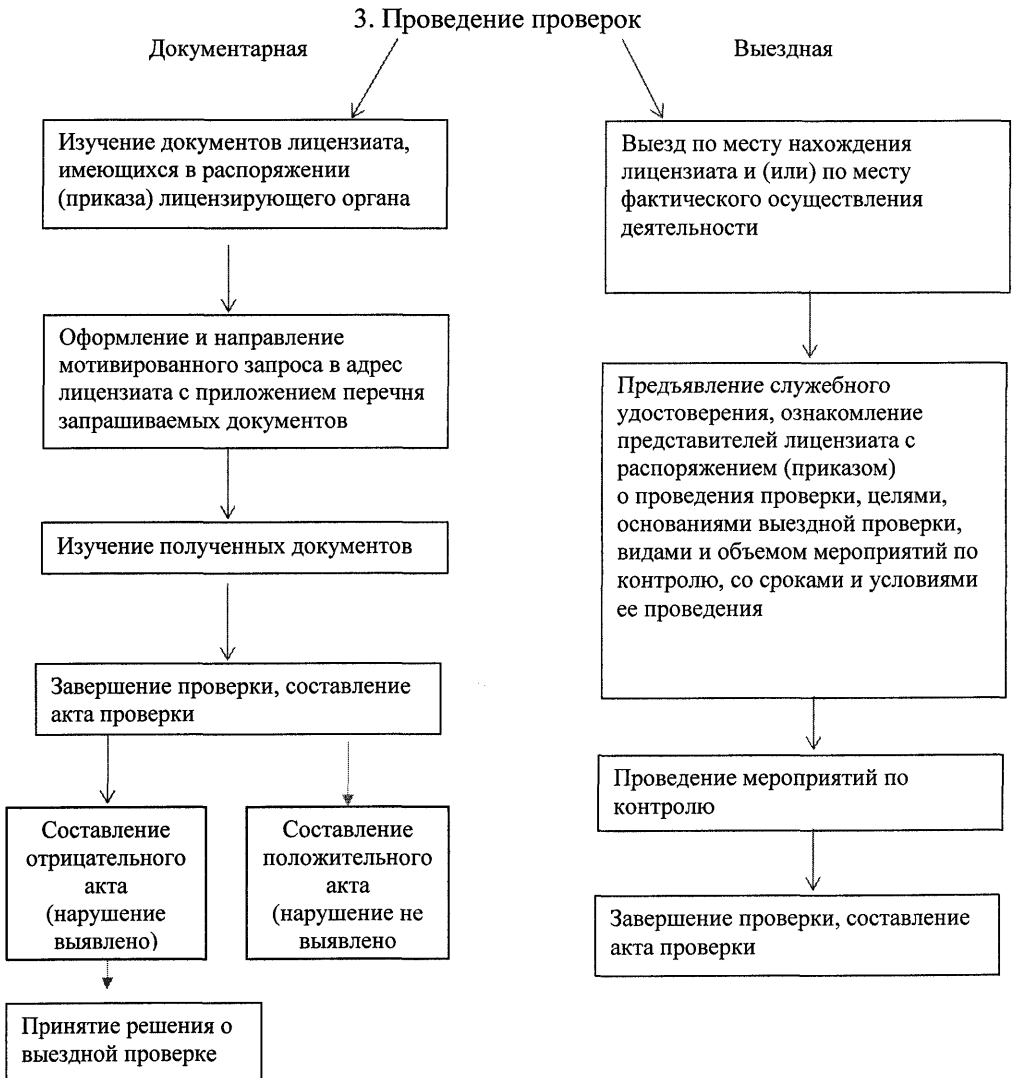 3. Проведение проверок
Документарная
Выездная
Изучение документов лицензиата,
имеющихся в распоряжении
(приказа) лицензирующего органа
Оформление и направление
мотивированного запроса в адрес
лицензиата с приложением перечня
запрашиваемых документов
Изучение полученных документов
Завершение проверки, составление
акта проверки
Составление
отрицательного
акта
(нарушение
выявлено)
Составление
положительного
акта
(нарушение не
выявлено
Принятие решения о
выездной проверке
Выезд по месту нахождения
лицензиата и (или) по месту
фактического осуществления
деятельности
Предъявление служебного
удостоверения, ознакомление
представителей лицензиата с
распоряжением (приказом)
о проведения проверки, целями,
основаниями выездной проверки,
видами и объемом мероприятий по
контролю, со сроками и условиями
ее проведения
Проведение мероприятий по
контролю
Завершение проверки, составление
акта проверки